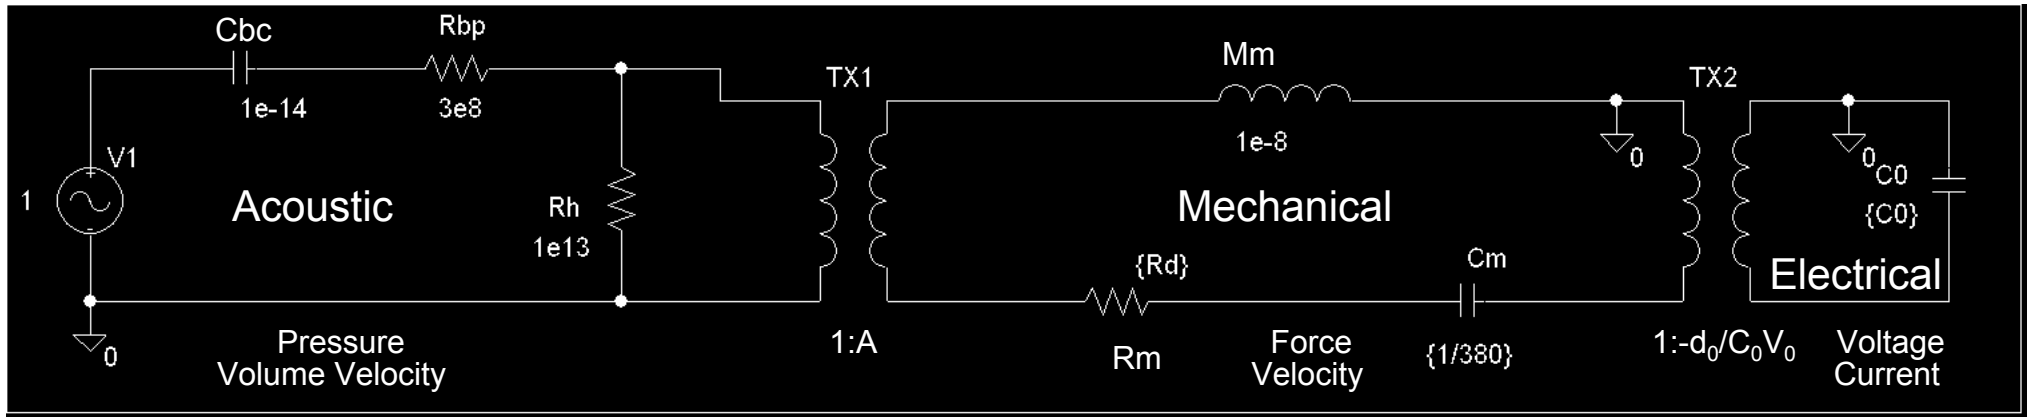 Cbc
1e-14
Rbp
3e8
V1
1
Acoustic
Rh
1e13
0
Pressure
Volume Velocity
TX1
1:A
Mm
1e-8
Mechanical
{Rd}
Rm
Force
Velocity
Cm
{1/380}
0
TX2
1:-d₀/C₀V₀
0
C0
{C0}
Electrical
Voltage
Current